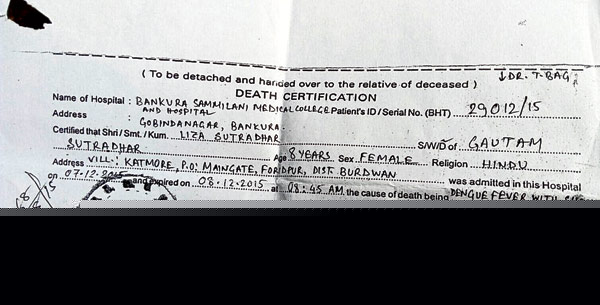 ↓DR. T. BAG
( To be detached and handed over to the relative of deceased )
DEATH CERTIFICATION
Name of Hospital : BANKURA SAMMILANI MEDICAL COLLEGE AND HOSPITAL Patient's ID / Serial No. (BHT) 29012/15
Address : GOBINDANAGAR, BANKURA.
Certified that Shri / Smt. / Kum. LIZA SUTRADHAR S/W/D of GAUTAM
SUTRADHAR Age 8 YEARS Sex FEMALE Religion HINDU
Address VILL-: KATMORE, P.O: MAINGATE, FORIDPUR, DIST BURDWAN was admitted in this Hospital
on 07.12.2015 and expired on 08.12.2015 at 08:45 AM. the cause of death being DENGUE FEVER WITH